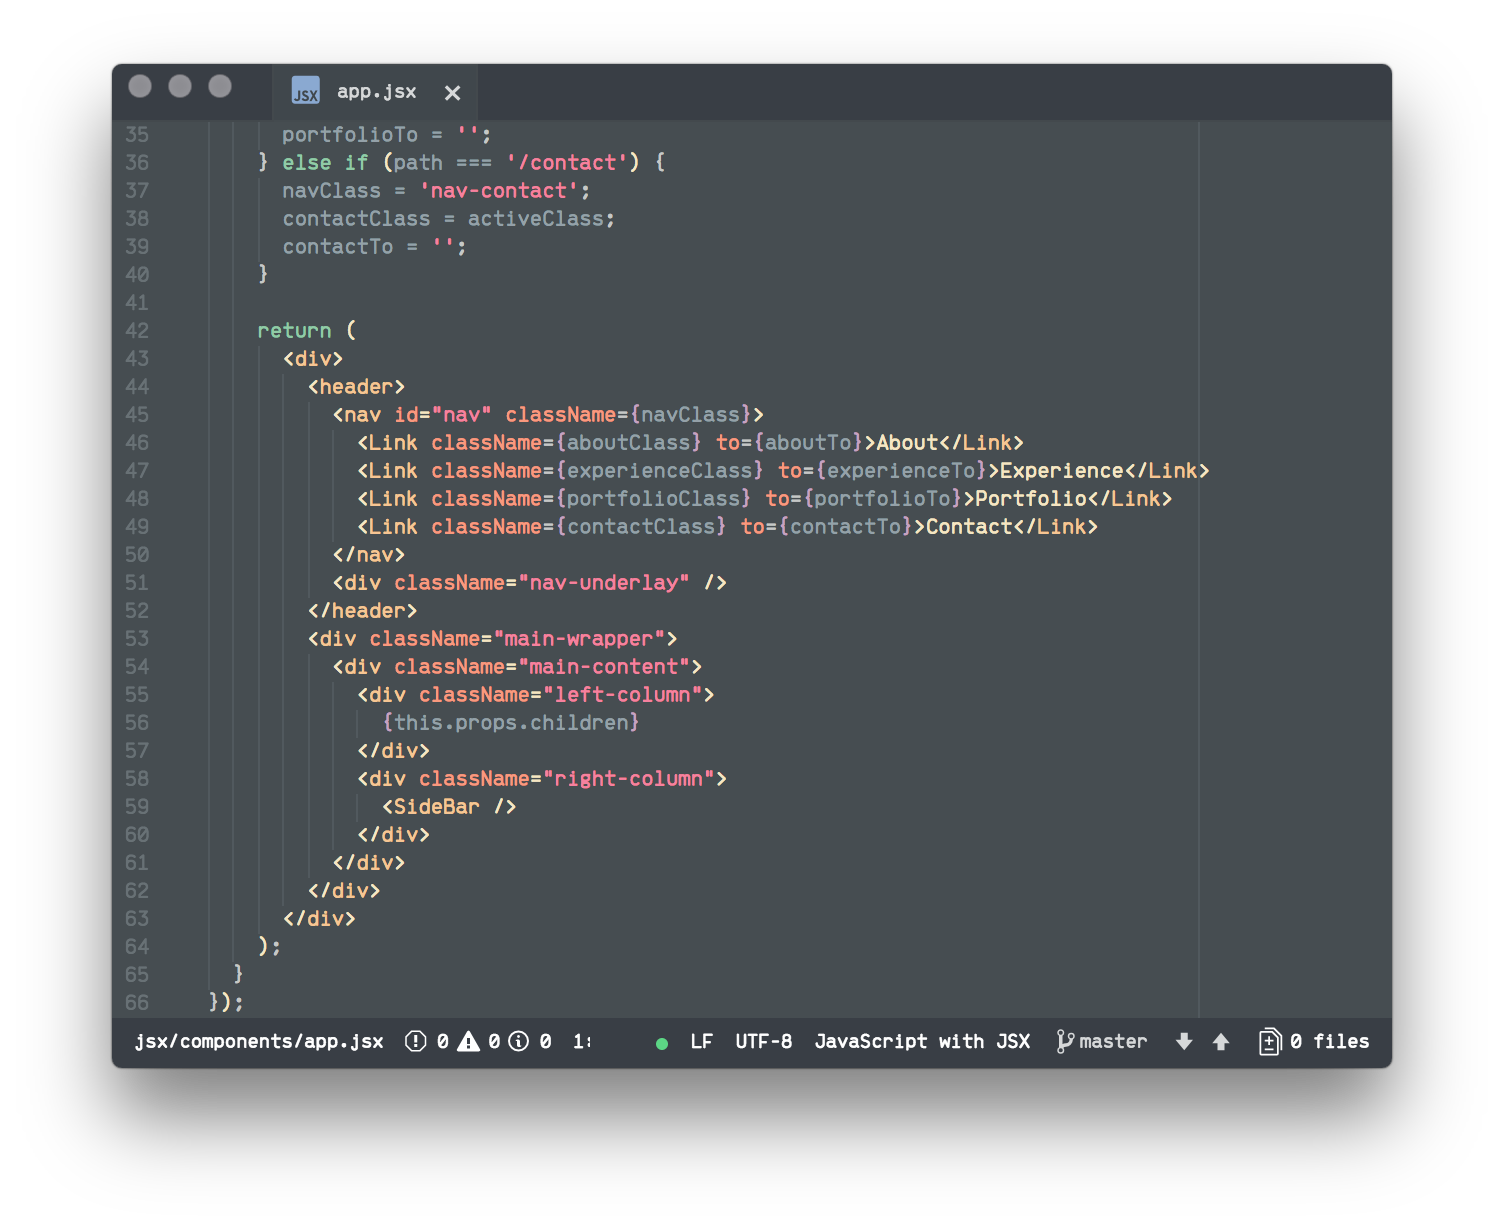 JSX app.jsx
35 portfolioTo = '';
36 } else if (path === '/contact') {
37 navClass = 'nav-contact';
38 contactClass = activeClass;
39 contactTo = '';
40 }
41
42 return (
43 <div>
44 <header>
45 <nav id="nav" className={navClass}>
46 <Link className={aboutClass} to={aboutTo}>About</Link>
47 <Link className={experienceClass} to={experienceTo}>Experience</Link>
48 <Link className={portfolioClass} to={portfolioTo}>Portfolio</Link>
49 <Link className={contactClass} to={contactTo}>Contact</Link>
50 </nav>
51 <div className="nav-underlay" />
52 </header>
53 <div className="main-wrapper">
54 <div className="main-content">
55 <div className="left-column">
56 {this.props.children}
57 </div>
58 <div className="right-column">
59 <SideBar />
60 </div>
61 </div>
62 </div>
63 </div>
64 );
65 }
66 });
jsx/components/app.jsx 0 0 0 1: LF UTF-8 JavaScript with JSX master 0 files